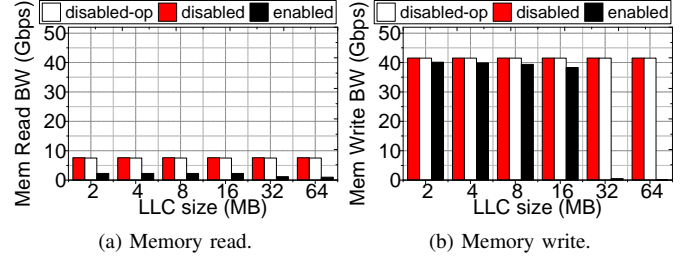 disabled-op disabled enabled
Mem Read BW (Gbps)
50
40
30
20
10
0
2 4 8 16 32 64
LLC size (MB)
(a) Memory read.
disabled-op disabled enabled
Mem Write BW (Gbps)
50
40
30
20
10
0
2 4 8 16 32 64
LLC size (MB)
(b) Memory write.